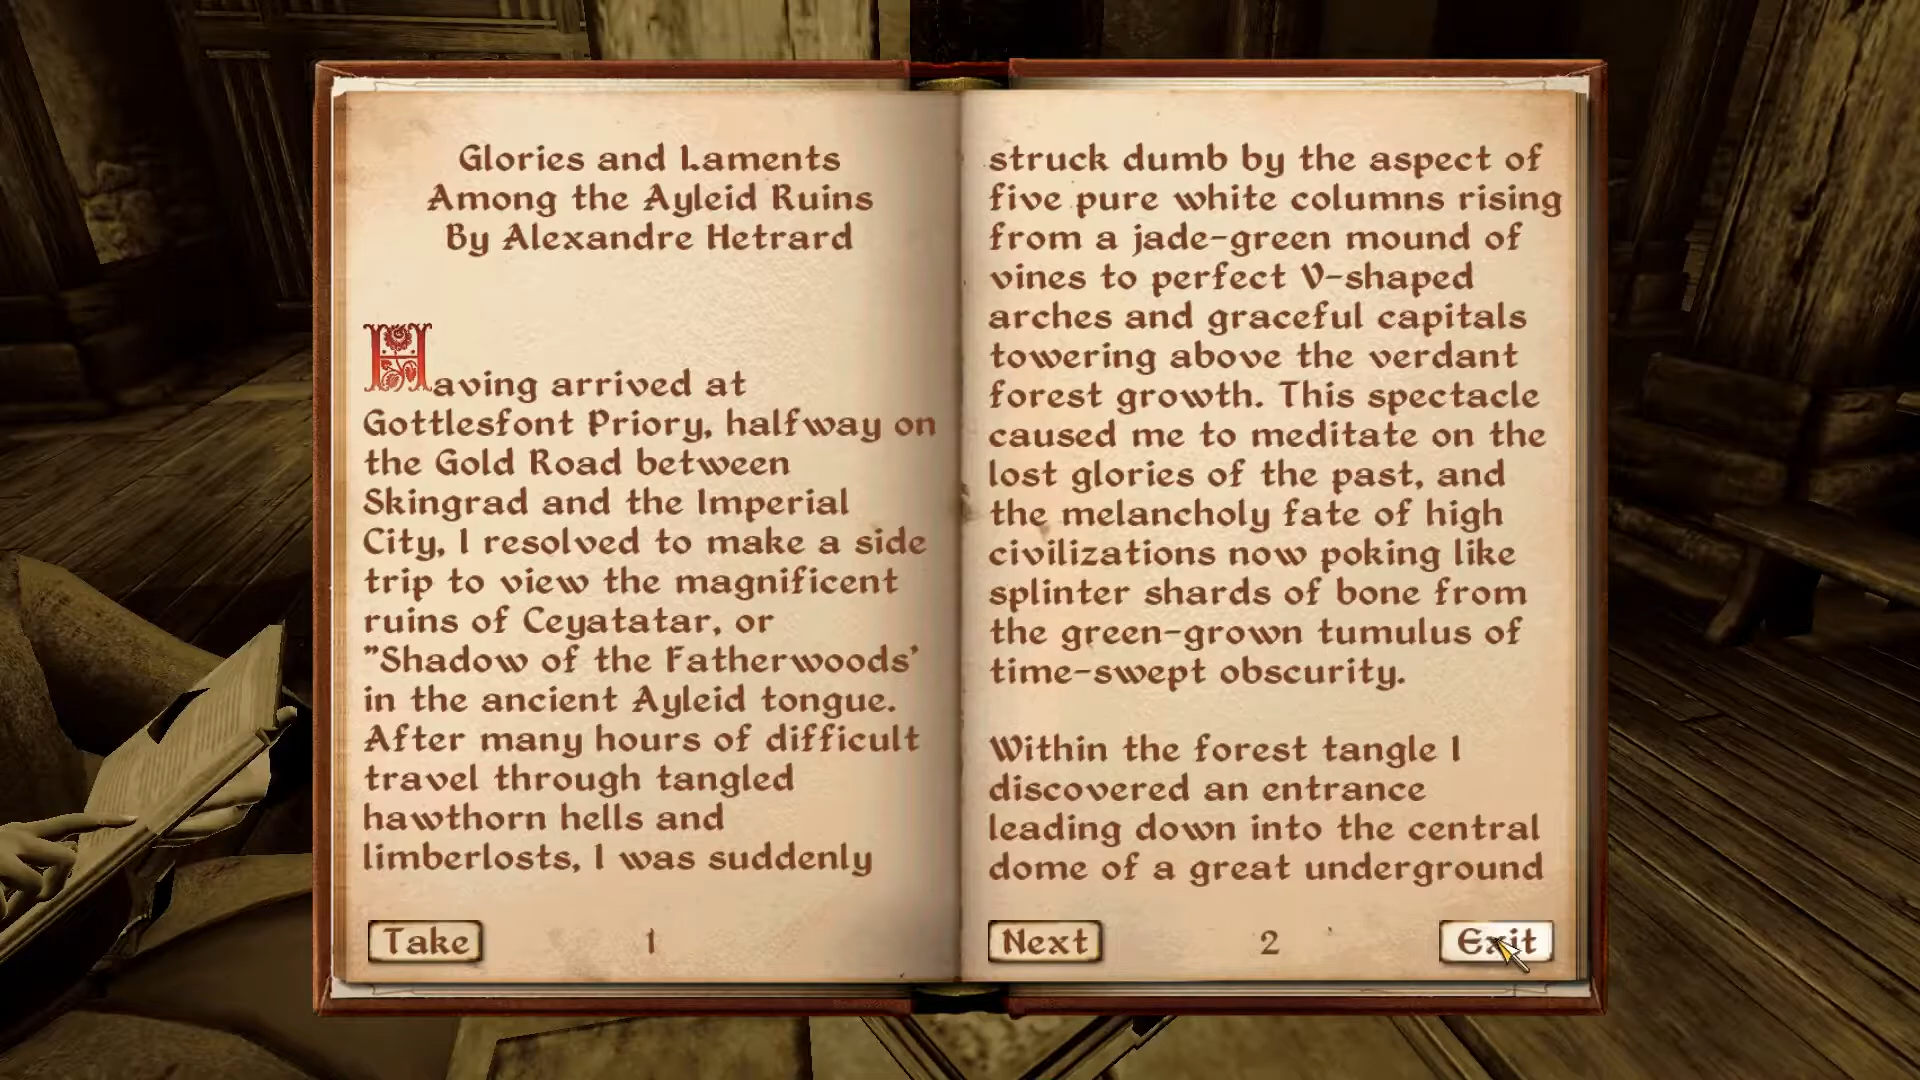 Glories and Laments
Among the Ayleid Ruins
By Alexandre Hetrard
Having arrived at
Gottlesfont Priory, halfway on
the Gold Road between
Skingrad and the Imperial
City, I resolved to make a side
trip to view the magnificent
ruins of Ceyatatar, or
"Shadow of the Fatherwoods'
in the ancient Ayleid tongue.
After many hours of difficult
travel through tangled
hawthorn hells and
limberlosts, I was suddenly
Take
1
struck dumb by the aspect of
five pure white columns rising
from a jade-green mound of
vines to perfect V-shaped
arches and graceful capitals
towering above the verdant
forest growth. This spectacle
caused me to meditate on the
lost glories of the past, and
the melancholy fate of high
civilizations now poking like
splinter shards of bone from
the green-grown tumulus of
time-swept obscurity.
Within the forest tangle I
discovered an entrance
leading down into the central
dome of a great underground
Next
2
Exit